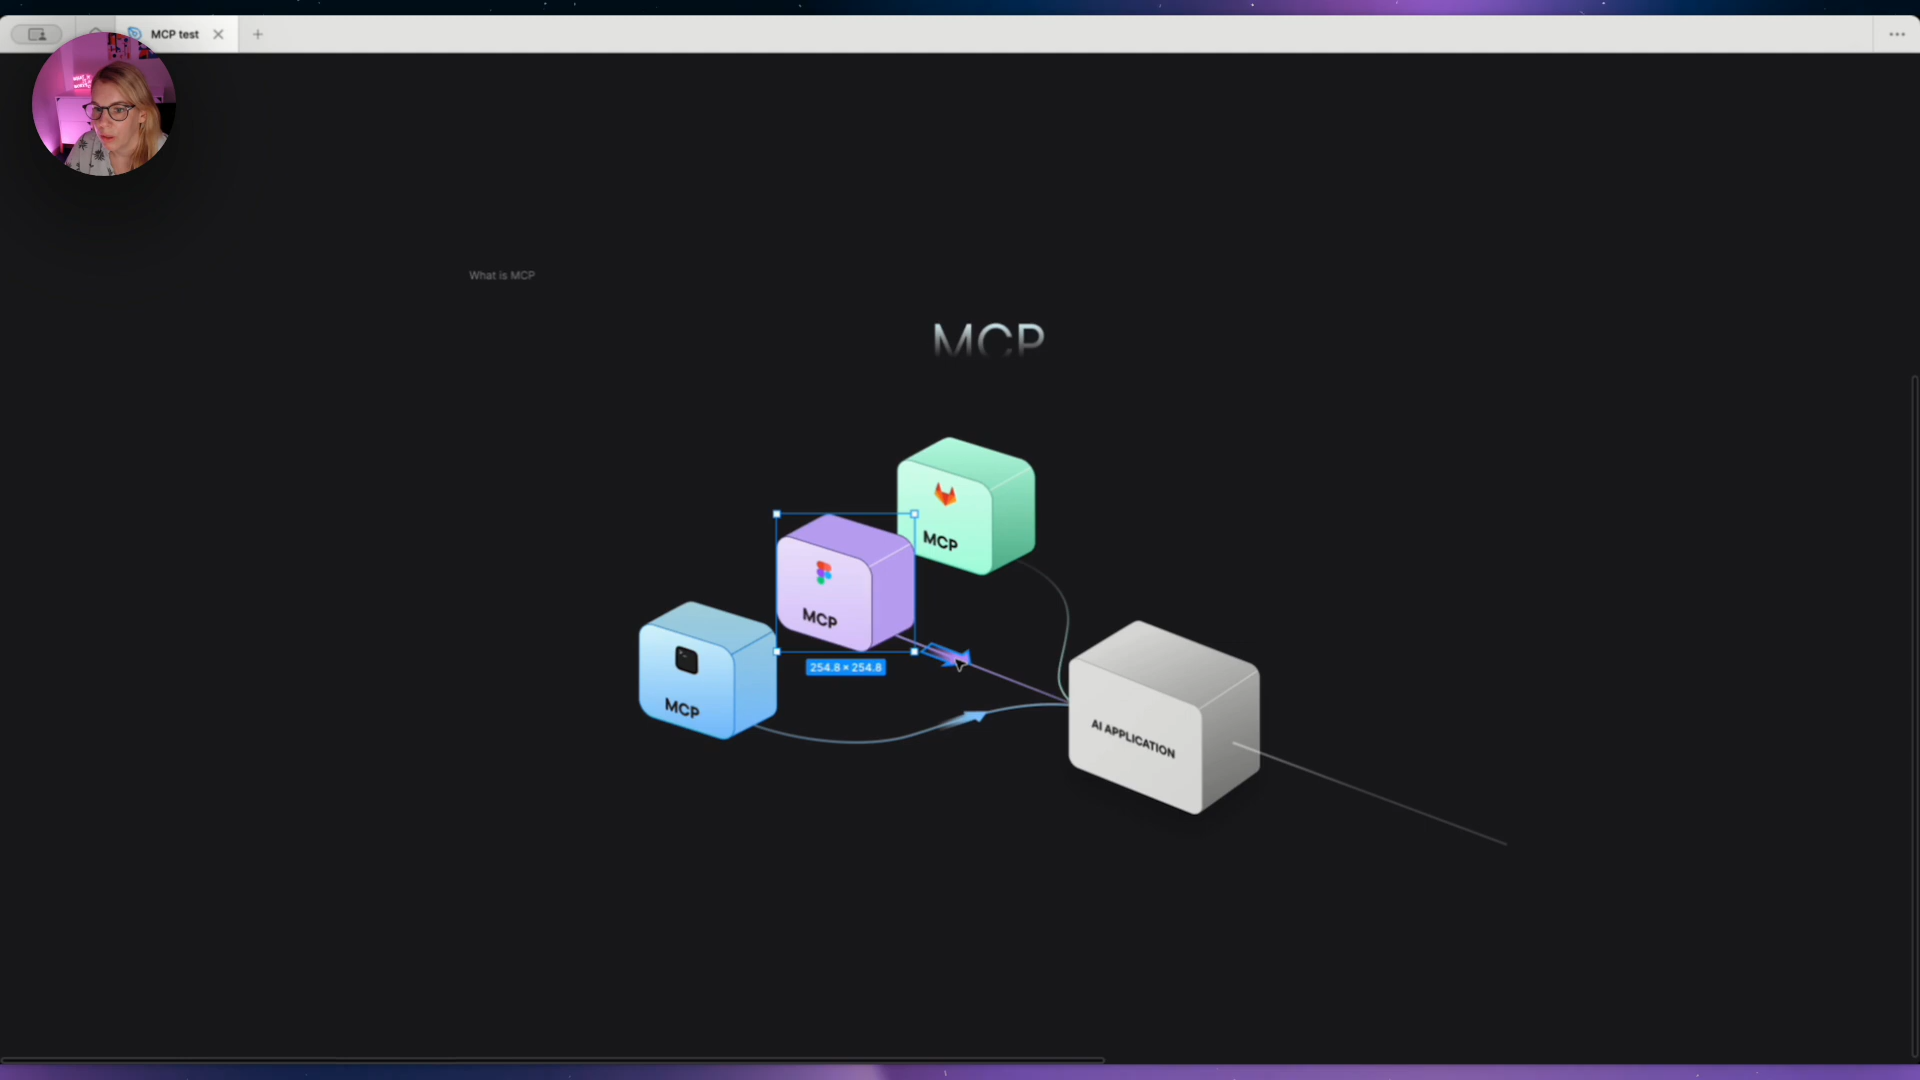 MCP test
What is MCP
MCP
MCP
MCP
254.8 × 254.8
MCP
AI APPLICATION